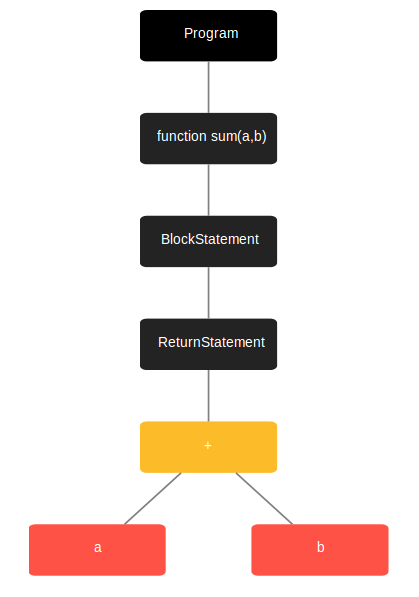 Program
function sum(a,b)
BlockStatement
ReturnStatement
+
a
b